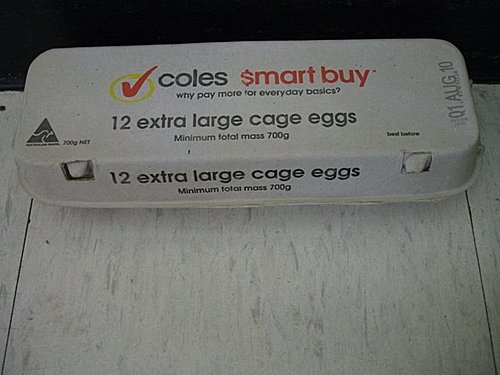 coles $mart buy
why pay more for everyday basics?
12 extra large cage eggs
Minimum total mass 700g
700g NET
best before
01 AUG 10
12 extra large cage eggs
Minimum total mass 700g